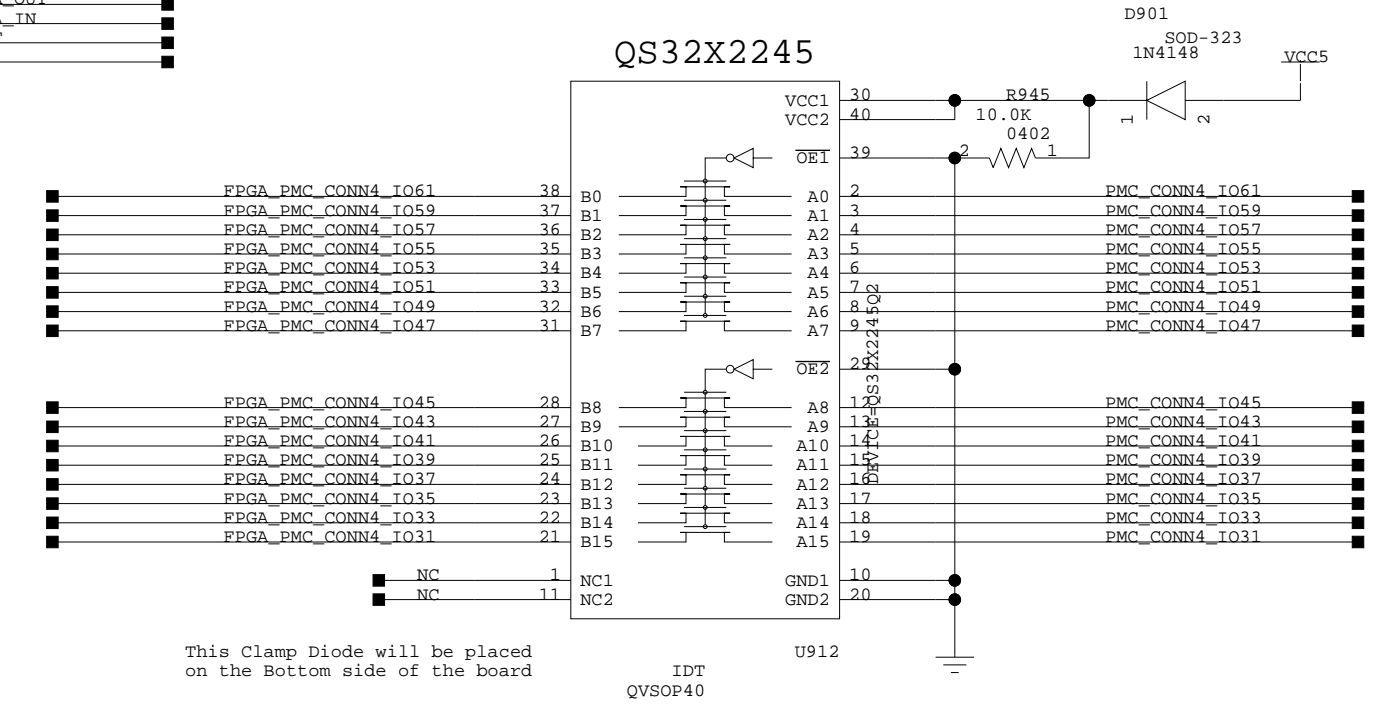 _IN
D901
SOD-323
1N4148
VCC5
QS32X2245
VCC1 30
R945
VCC2 40
10.0K
0402
OE1 39 2 1
1 2
FPGA_PMC_CONN4_IO61 38 B0 A0 2 PMC_CONN4_IO61
FPGA_PMC_CONN4_IO59 37 B1 A1 3 PMC_CONN4_IO59
FPGA_PMC_CONN4_IO57 36 B2 A2 4 PMC_CONN4_IO57
FPGA_PMC_CONN4_IO55 35 B3 A3 5 PMC_CONN4_IO55
FPGA_PMC_CONN4_IO53 34 B4 A4 6 PMC_CONN4_IO53
FPGA_PMC_CONN4_IO51 33 B5 A5 7 PMC_CONN4_IO51
FPGA_PMC_CONN4_IO49 32 B6 A6 8 PMC_CONN4_IO49
FPGA_PMC_CONN4_IO47 31 B7 A7 9 PMC_CONN4_IO47
DEVICE=QS32X2245Q2
OE2 29
FPGA_PMC_CONN4_IO45 28 B8 A8 12 PMC_CONN4_IO45
FPGA_PMC_CONN4_IO43 27 B9 A9 13 PMC_CONN4_IO43
FPGA_PMC_CONN4_IO41 26 B10 A10 14 PMC_CONN4_IO41
FPGA_PMC_CONN4_IO39 25 B11 A11 15 PMC_CONN4_IO39
FPGA_PMC_CONN4_IO37 24 B12 A12 16 PMC_CONN4_IO37
FPGA_PMC_CONN4_IO35 23 B13 A13 17 PMC_CONN4_IO35
FPGA_PMC_CONN4_IO33 22 B14 A14 18 PMC_CONN4_IO33
FPGA_PMC_CONN4_IO31 21 B15 A15 19 PMC_CONN4_IO31
NC 1 NC1 GND1 10
NC 11 NC2 GND2 20
This Clamp Diode will be placed
on the Bottom side of the board
U912
IDT
QVSOP40